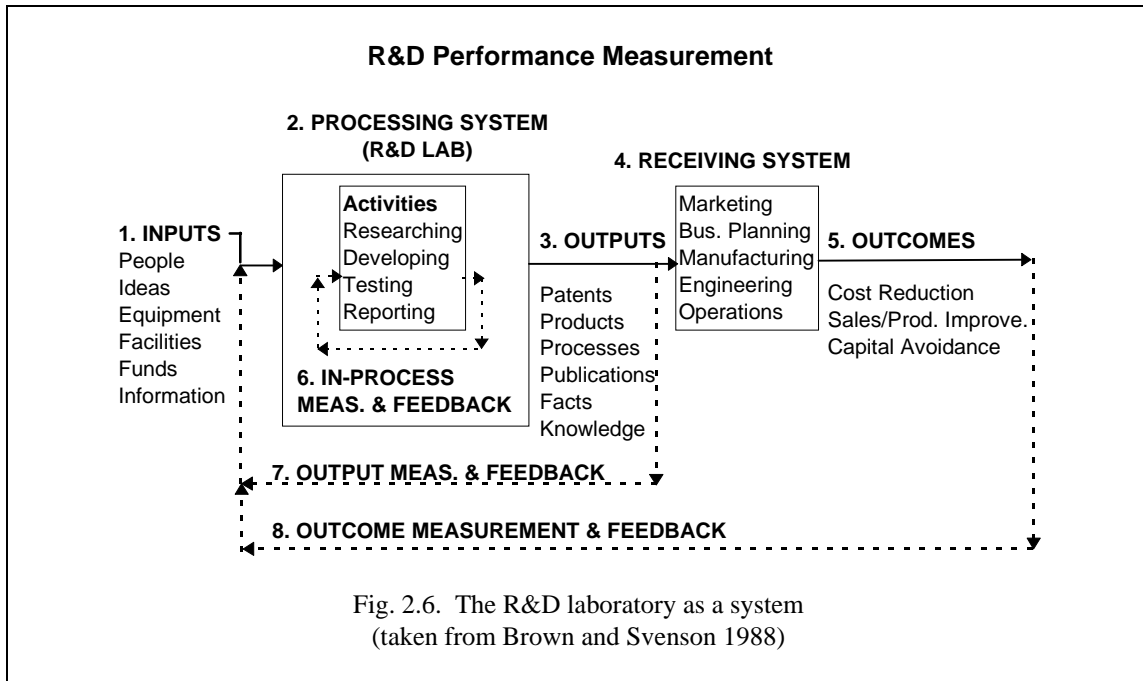 R&D Performance Measurement
2. PROCESSING SYSTEM
(R&D LAB)
4. RECEIVING SYSTEM
1. INPUTS
People
Ideas
Equipment
Facilities
Funds
Information
Activities
Researching
Developing
Testing
Reporting
6. IN-PROCESS
MEAS. & FEEDBACK
3. OUTPUTS
Patents
Products
Processes
Publications
Facts
Knowledge
Marketing
Bus. Planning
Manufacturing
Engineering
Operations
5. OUTCOMES
Cost Reduction
Sales/Prod. Improve.
Capital Avoidance
7. OUTPUT MEAS. & FEEDBACK
8. OUTCOME MEASUREMENT & FEEDBACK
Fig. 2.6. The R&D laboratory as a system
(taken from Brown and Svenson 1988)